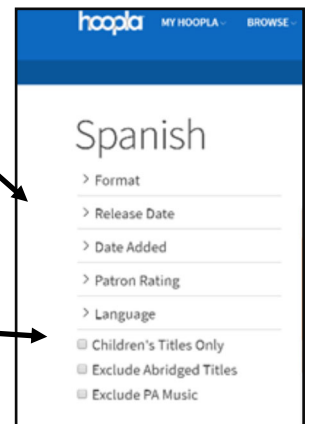 hoopla MY HOOPLA BROWSE
Spanish
> Format
> Release Date
> Date Added
> Patron Rating
> Language
Children's Titles Only
Exclude Abridged Titles
Exclude PA Music